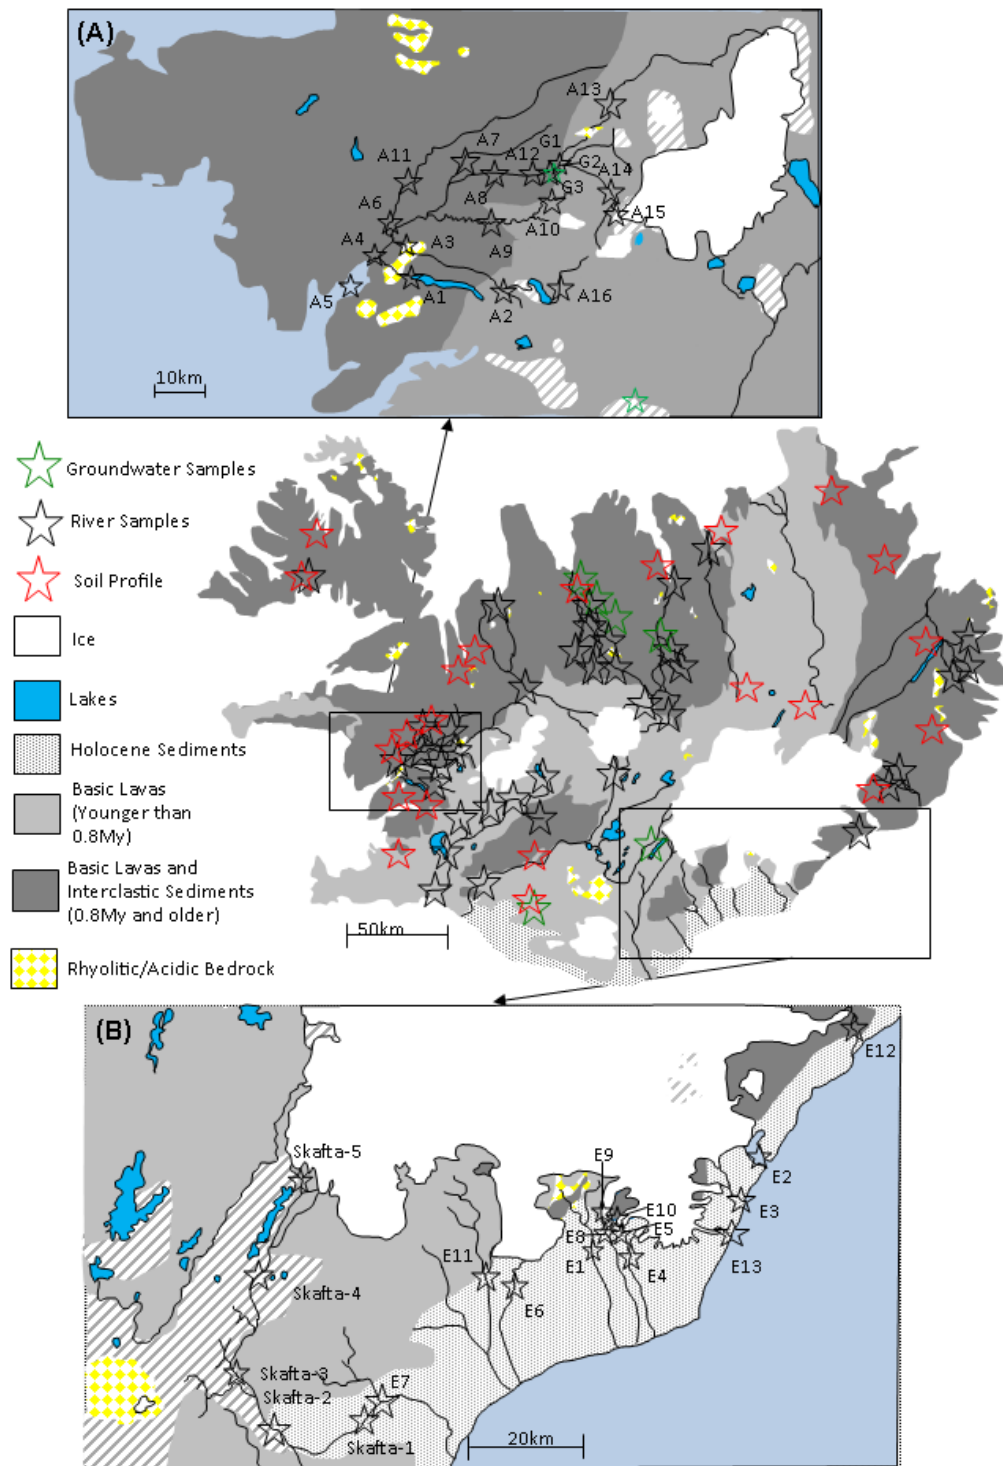 (A)
A13
A7
G1
A12
G2
A11
A14
G3
A8
A6
A15
A10
A4
A3
A9
A5
A1
A2
A16
10km
Groundwater Samples
River Samples
Soil Profile
Ice
Lakes
Holocene Sediments
Basic Lavas
(Younger than
0.8My)
Basic Lavas and
Interclastic Sediments
(0.8My and older)
Rhyolitic/Acidic Bedrock
50km
(B)
E12
Skafta-5
E9
E2
E10
E3
E5
E8
E11
E1
E4
E13
E6
Skafta-4
Skafta-3
Skafta-2
E7
Skafta-1
20km